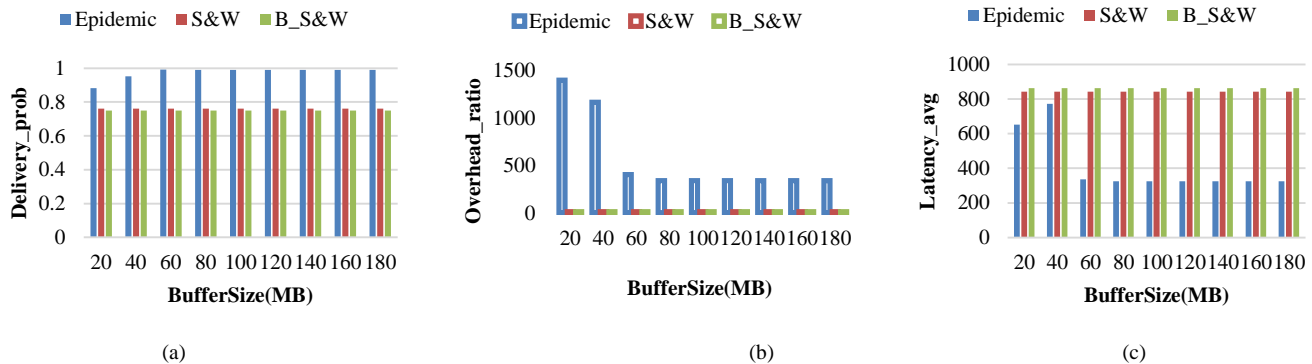 Epidemic S&W B_S&W
1
0.8
0.6
0.4
0.2
0
Delivery_prob
20 40 60 80 100 120 140 160 180
BufferSize(MB)
(a)
Epidemic S&W B_S&W
1500
1000
500
0
Overhead_ratio
20 40 60 80 100 120 140 160 180
BufferSize(MB)
(b)
Epidemic S&W B_S&W
1000
800
600
400
200
0
Latency_avg
20 40 60 80 100 120 140 160 180
BufferSize(MB)
(c)